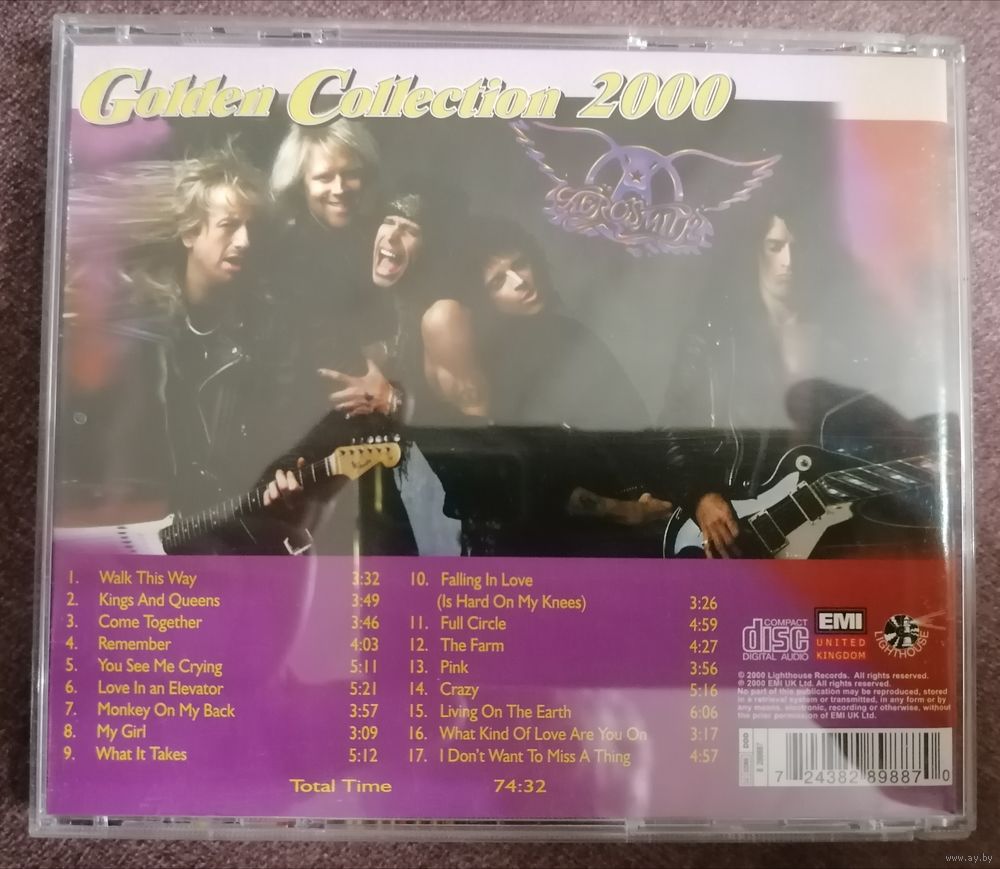 Golden Collection 2000
AEROSMITH
1. Walk This Way 3:32
2. Kings And Queens 3:49
3. Come Together 3:46
4. Remember 4:03
5. You See Me Crying 5:11
6. Love In an Elevator 5:21
7. Monkey On My Back 3:57
8. My Girl 3:09
9. What It Takes 5:12
10. Falling In Love
(Is Hard On My Knees) 3:26
11. Full Circle 4:59
12. The Farm 4:27
13. Pink 3:56
14. Crazy 5:16
15. Living On The Earth 6:06
16. What Kind Of Love Are You On 3:17
17. I Don't Want To Miss A Thing 4:57
Total Time 74:32
COMPACT
disc
DIGITAL AUDIO
EMI
UNITED
KINGDOM
LIGHTHOUSE
© 2000 Lighthouse Records. All rights reserved.
℗ 2000 EMI UK Ltd. All rights reserved.
No part of this publication may be reproduced, stored
in a retrieval system or transmitted, in any form or by
any means, electronic, recording or otherwise, without
the prior permission of EMI UK Ltd.
DDD
7 24382 89887 0
www.ay.by